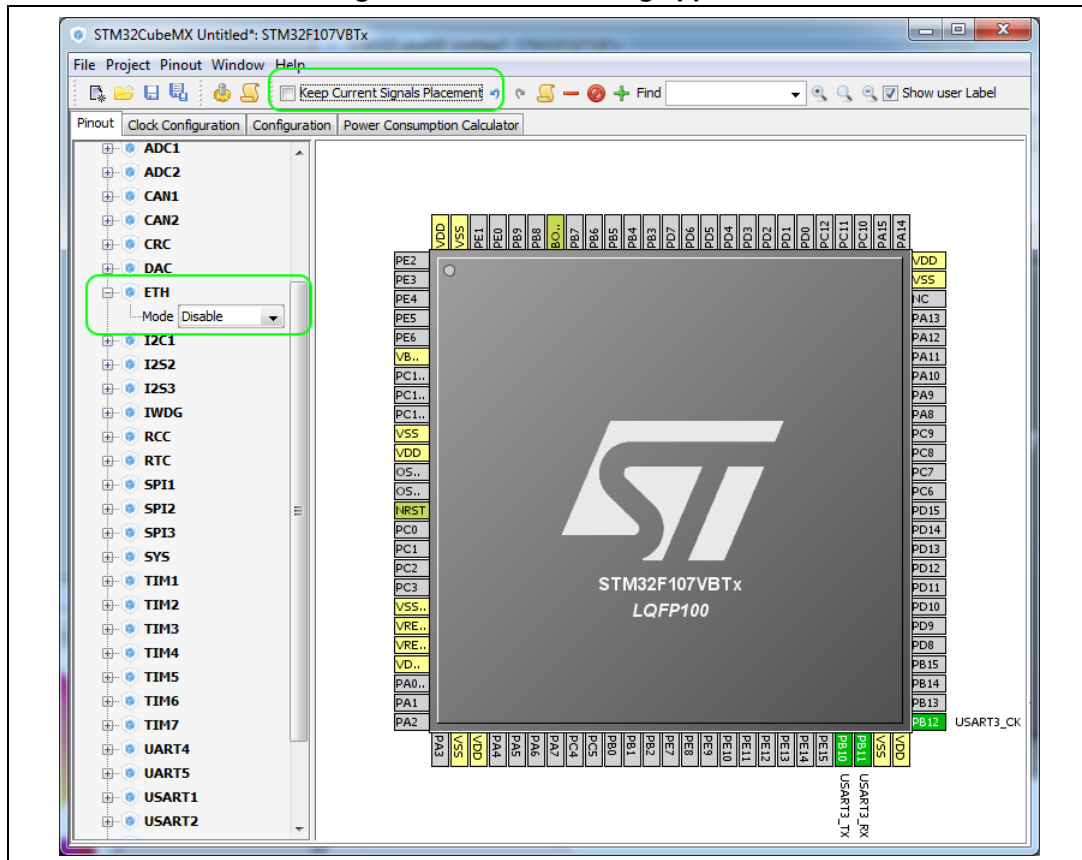 STM32CubeMX Untitled*: STM32F107VBTx
File Project Pinout Window Help
Keep Current Signals Placement Find Show user Label
Pinout Clock Configuration Configuration Power Consumption Calculator
ADC1
ADC2
CAN1
CAN2
CRC
DAC
ETH
Mode Disable
I2C1
I2S2
I2S3
IWDG
RCC
RTC
SPI1
SPI2
SPI3
SYS
TIM1
TIM2
TIM3
TIM4
TIM5
TIM6
TIM7
UART4
UART5
USART1
USART2
VDD VSS PE1 PE0 PB9 PB8 BO.. PB7 PB6 PB5 PB4 PB3 PD7 PD6 PD5 PD4 PD3 PD2 PD1 PD0 PC12 PC11 PC10 PA15 PA14
PE2
PE3
PE4
PE5
PE6
VB..
PC1..
PC1..
PC1..
VSS
VDD
OS..
OS..
NRST
PC0
PC1
PC2
PC3
VSS..
VRE..
VRE..
VD..
PA0..
PA1
PA2
ST
STM32F107VBTx
LQFP100
VDD
VSS
NC
PA13
PA12
PA11
PA10
PA9
PA8
PC9
PC8
PC7
PC6
PD15
PD14
PD13
PD12
PD11
PD10
PD9
PD8
PB15
PB14
PB13
PB12 USART3_CK
PA3 VSS VDD PA4 PA5 PA6 PA7 PC4 PC5 PB0 PB1 PB2 PE7 PE8 PE9 PE10 PE11 PE12 PE13 PE14 PE15 PB10 PB11 VSS VDD
USART3_TX
USART3_RX